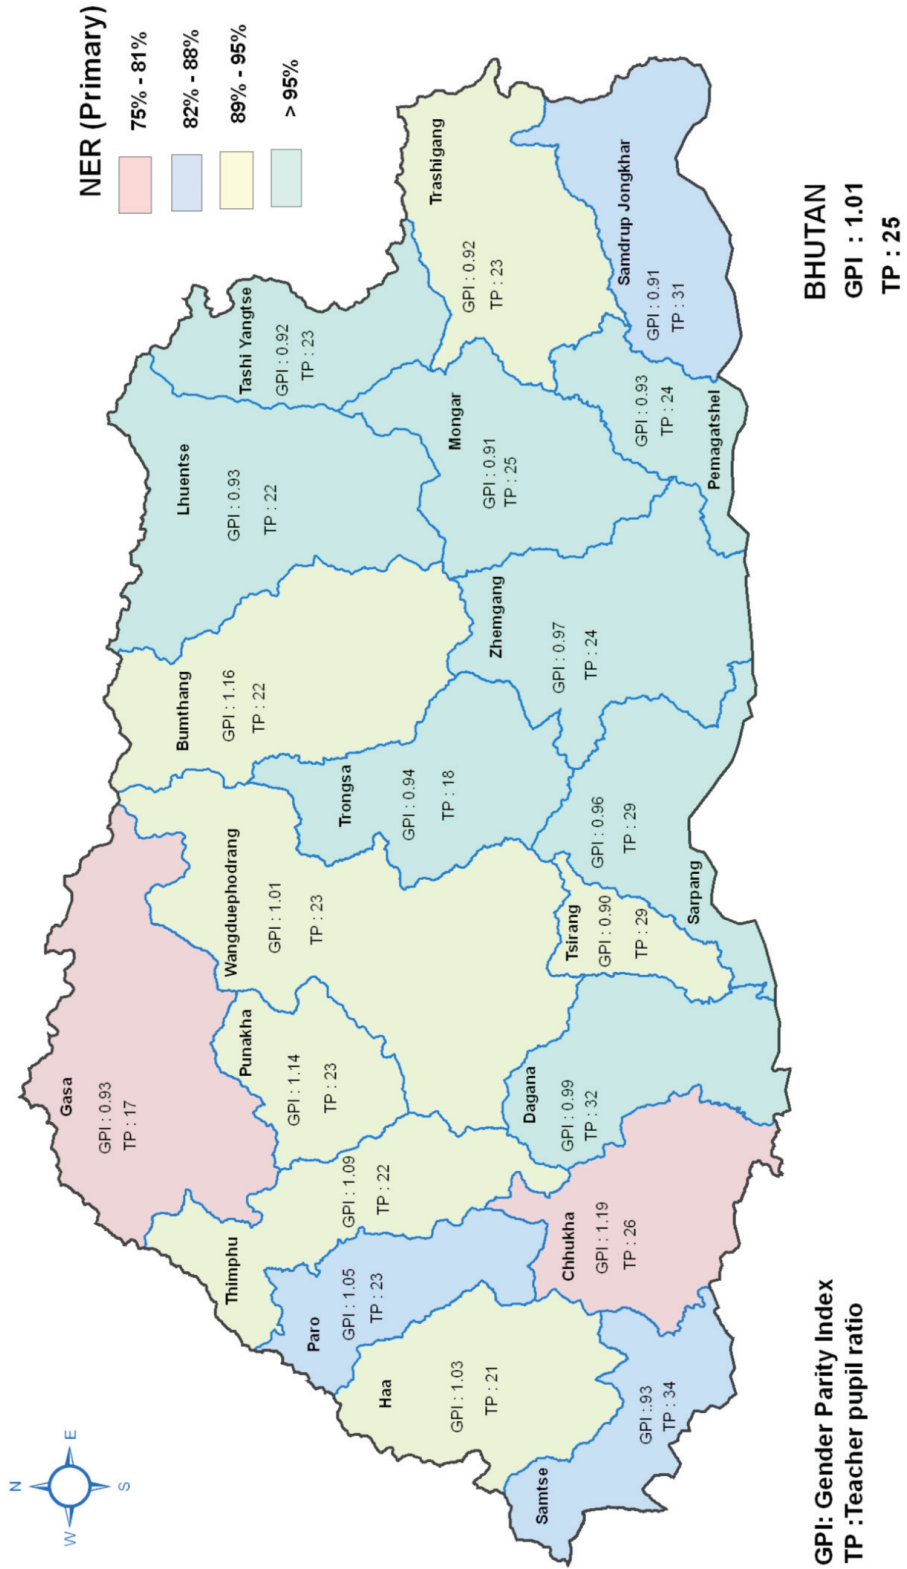 NER (Primary)
75% - 81%
82% - 88%
89% - 95%
> 95%
N
W
E
S
Gasa
GPI : 0.93
TP : 17
Thimphu
GPI : 1.09
TP : 22
Punakha
GPI : 1.14
TP : 23
Wangduephodrang
GPI : 1.01
TP : 23
Bumthang
GPI : 1.16
TP : 22
Lhuentse
GPI : 0.93
TP : 22
Tashi Yangtse
GPI : 0.92
TP : 23
Paro
GPI : 1.05
TP : 23
Haa
GPI : 1.03
TP : 21
Trongsa
GPI : 0.94
TP : 18
Mongar
GPI : 0.91
TP : 25
Trashigang
GPI : 0.92
TP : 23
Samtse
GPI :.93
TP : 34
Chhukha
GPI : 1.19
TP : 26
Dagana
GPI : 0.99
TP : 32
Tsirang
GPI : 0.90
TP : 29
Sarpang
GPI : 0.96
TP : 29
Zhemgang
GPI : 0.97
TP : 24
Pemagatshel
GPI : 0.93
TP : 24
Samdrup Jongkhar
GPI : 0.91
TP : 31
GPI: Gender Parity Index
TP :Teacher pupil ratio
BHUTAN
GPI : 1.01
TP : 25